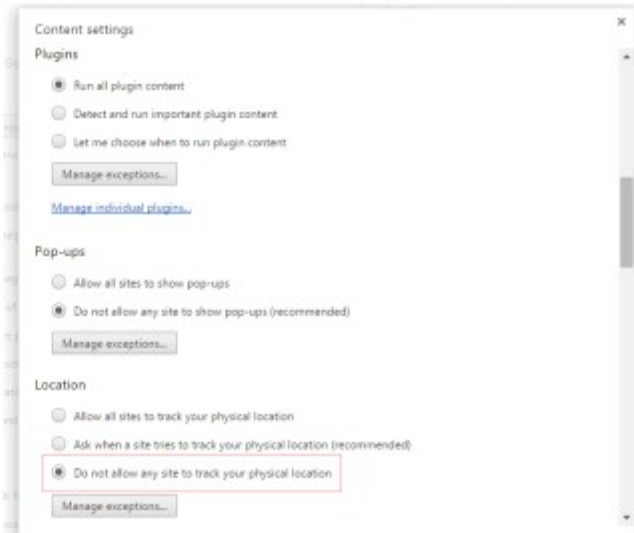 Content settings
Plugins
Run all plugin content
Detect and run important plugin content
Let me choose when to run plugin content
Manage exceptions...
Manage individual plugins...
Pop-ups
Allow all sites to show pop-ups
Do not allow any site to show pop-ups (recommended)
Manage exceptions...
Location
Allow all sites to track your physical location
Ask when a site tries to track your physical location (recommended)
Do not allow any site to track your physical location
Manage exceptions...